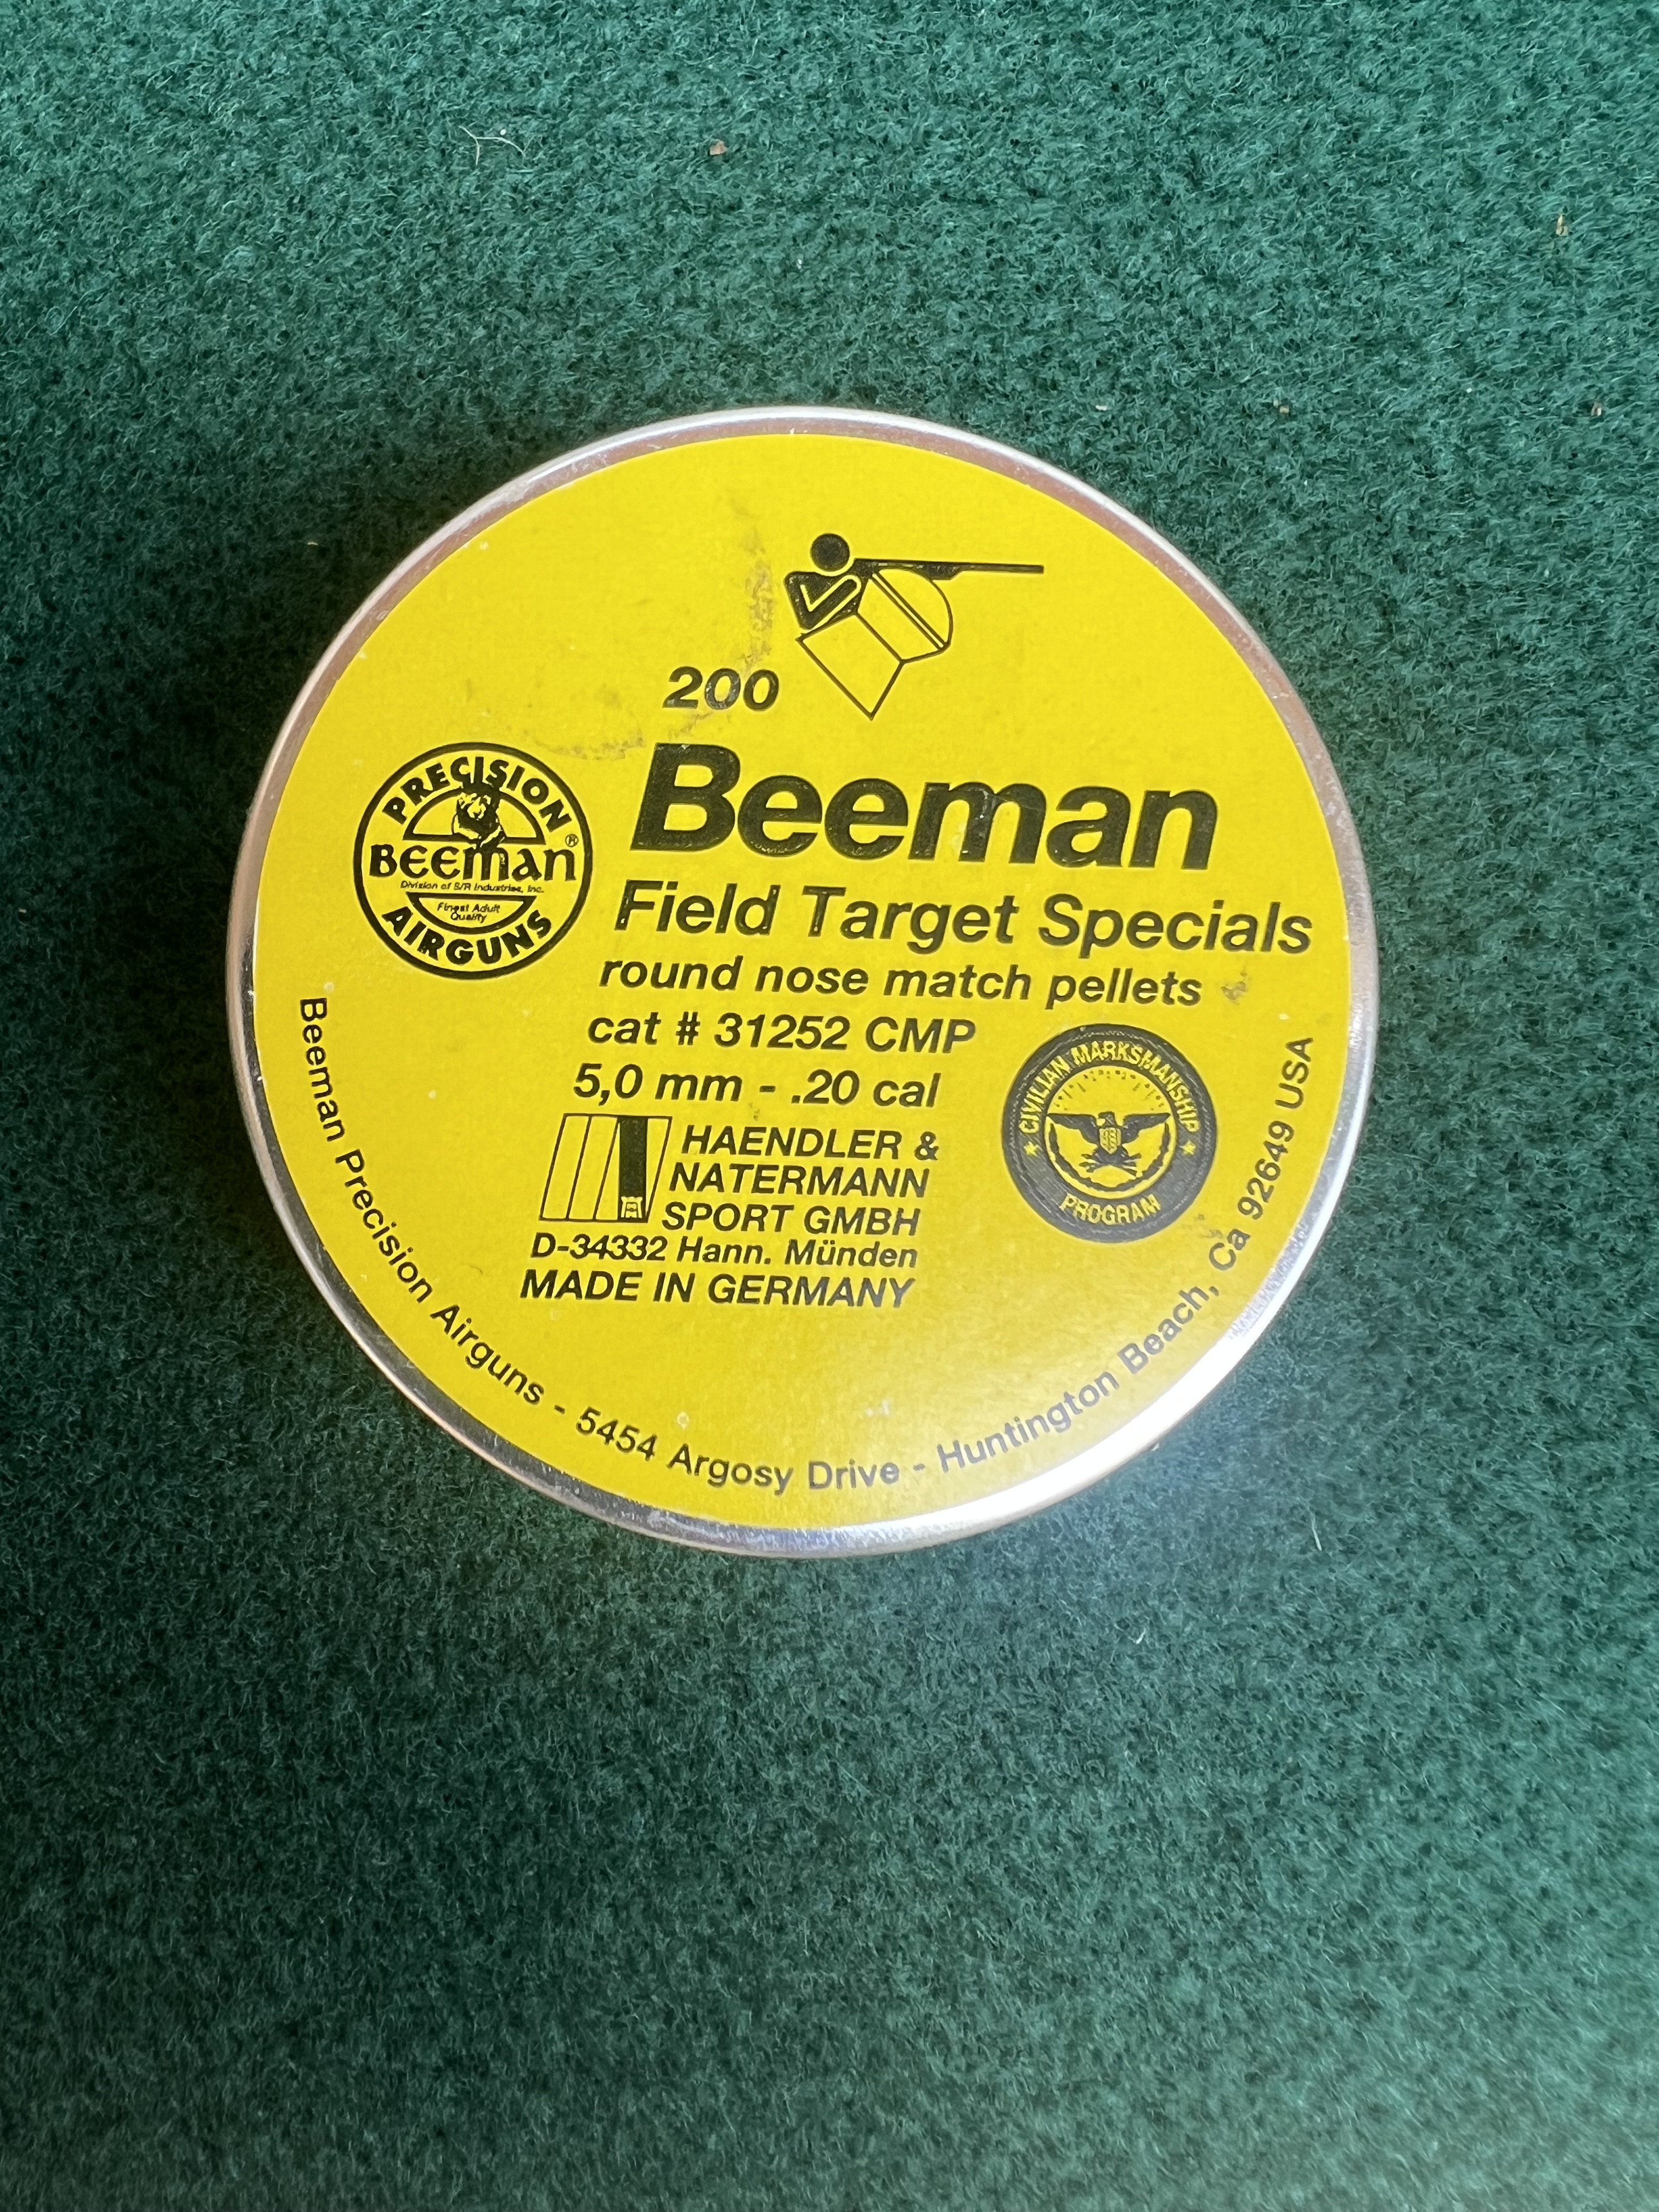 200
Beeman
Field Target Specials
round nose match pellets
cat # 31252 CMP
5,0 mm - .20 cal
HAENDLER &
NATERMANN
SPORT GMBH
D-34332 Hann. Münden
MADE IN GERMANY
PRECISION
BEEMAN®
Division of S/R Industries, Inc.
Finest Adult
Quality
AIRGUNS
CIVILIAN MARKSMANSHIP
PROGRAM
Beeman Precision Airguns - 5454 Argosy Drive - Huntington Beach, Ca 92649 USA